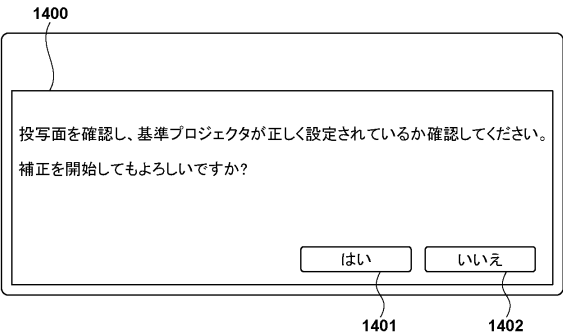 1400
投写面を確認し、基準プロジェクタが正しく設定されているか確認してください。
補正を開始してもよろしいですか?
はい いいえ
1401 1402